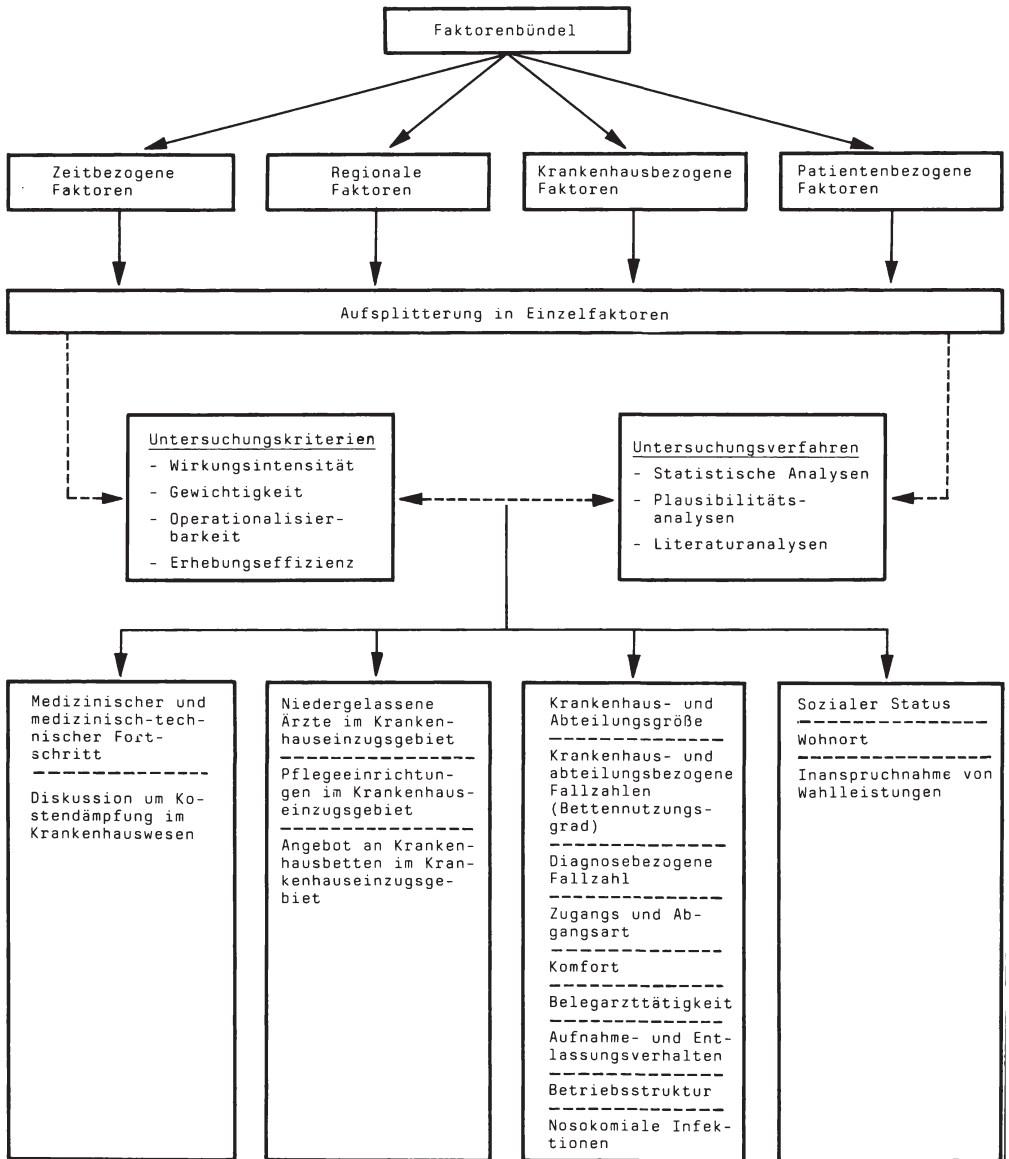 Faktorenbündel
Zeitbezogene
Faktoren
Regionale
Faktoren
Krankenhausbezogene
Faktoren
Patientenbezogene
Faktoren
Aufsplitterung in Einzelfaktoren
Untersuchungskriterien
- Wirkungsintensität
- Gewichtigkeit
- Operationalisier-
barkeit
- Erhebungseffizienz
Untersuchungsverfahren
- Statistische Analysen
- Plausibilitäts-
analysen
- Literaturanalysen
Medizinischer und
medizinisch-tech-
nischer Fort-
schritt
Diskussion um Ko-
stendämpfung im
Krankenhauswesen
Niedergelassene
Ärzte im Kranken-
hauseinzugsgebiet
Pflegeeinrichtun-
gen im Krankenhaus-
einzugsgebiet
Angebot an Kranken-
hausbetten im Kran-
kenhauseinzugsge-
biet
Krankenhaus- und
Abteilungsgröße
Krankenhaus- und
abteilungsbezogene
Fallzahlen
(Bettennutzungs-
grad)
Diagnosebezogene
Fallzahl
Zugangs und Ab-
gangsart
Komfort
Belegarzttätigkeit
Aufnahme- und Ent-
lassungsverhalten
Betriebsstruktur
Nosokomiale Infek-
tionen
Sozialer Status
Wohnort
Inanspruchnahme von
Wahlleistungen